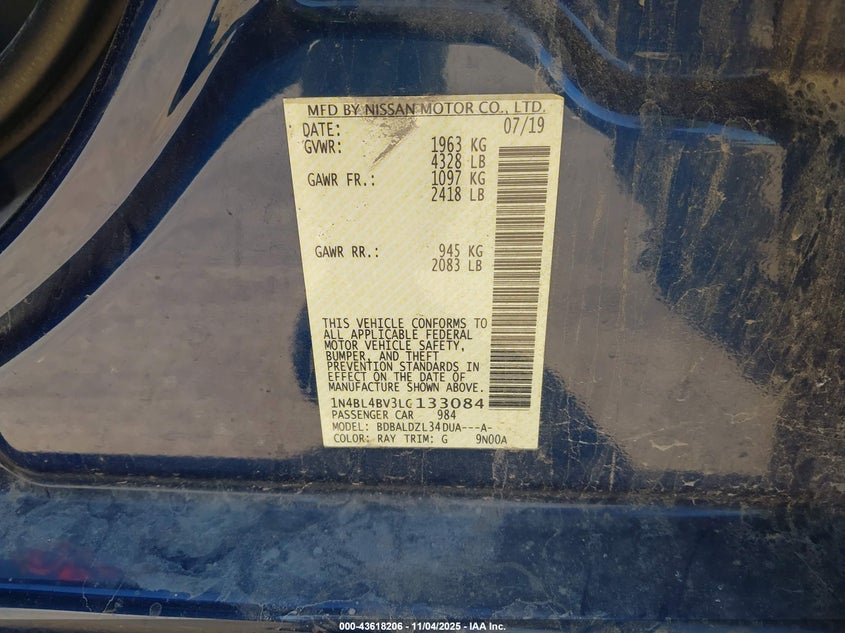 MFD BY NISSAN MOTOR CO., LTD.
DATE: 07/19
GVWR: 1963 KG
4328 LB
GAWR FR.: 1097 KG
2418 LB
GAWR RR.: 945 KG
2083 LB
THIS VEHICLE CONFORMS TO
ALL APPLICABLE FEDERAL
MOTOR VEHICLE SAFETY,
BUMPER, AND THEFT
PREVENTION STANDARDS IN
EFFECT ON THE DATE OF
MANUFACTURE SHOWN ABOVE.
1N4BL4BV3LC133084
PASSENGER CAR 984
MODEL: BDBALDZL34DUA---A-
COLOR: RAY TRIM: G 9N00A
000-43618206 - 11/04/2025 - IAA Inc.